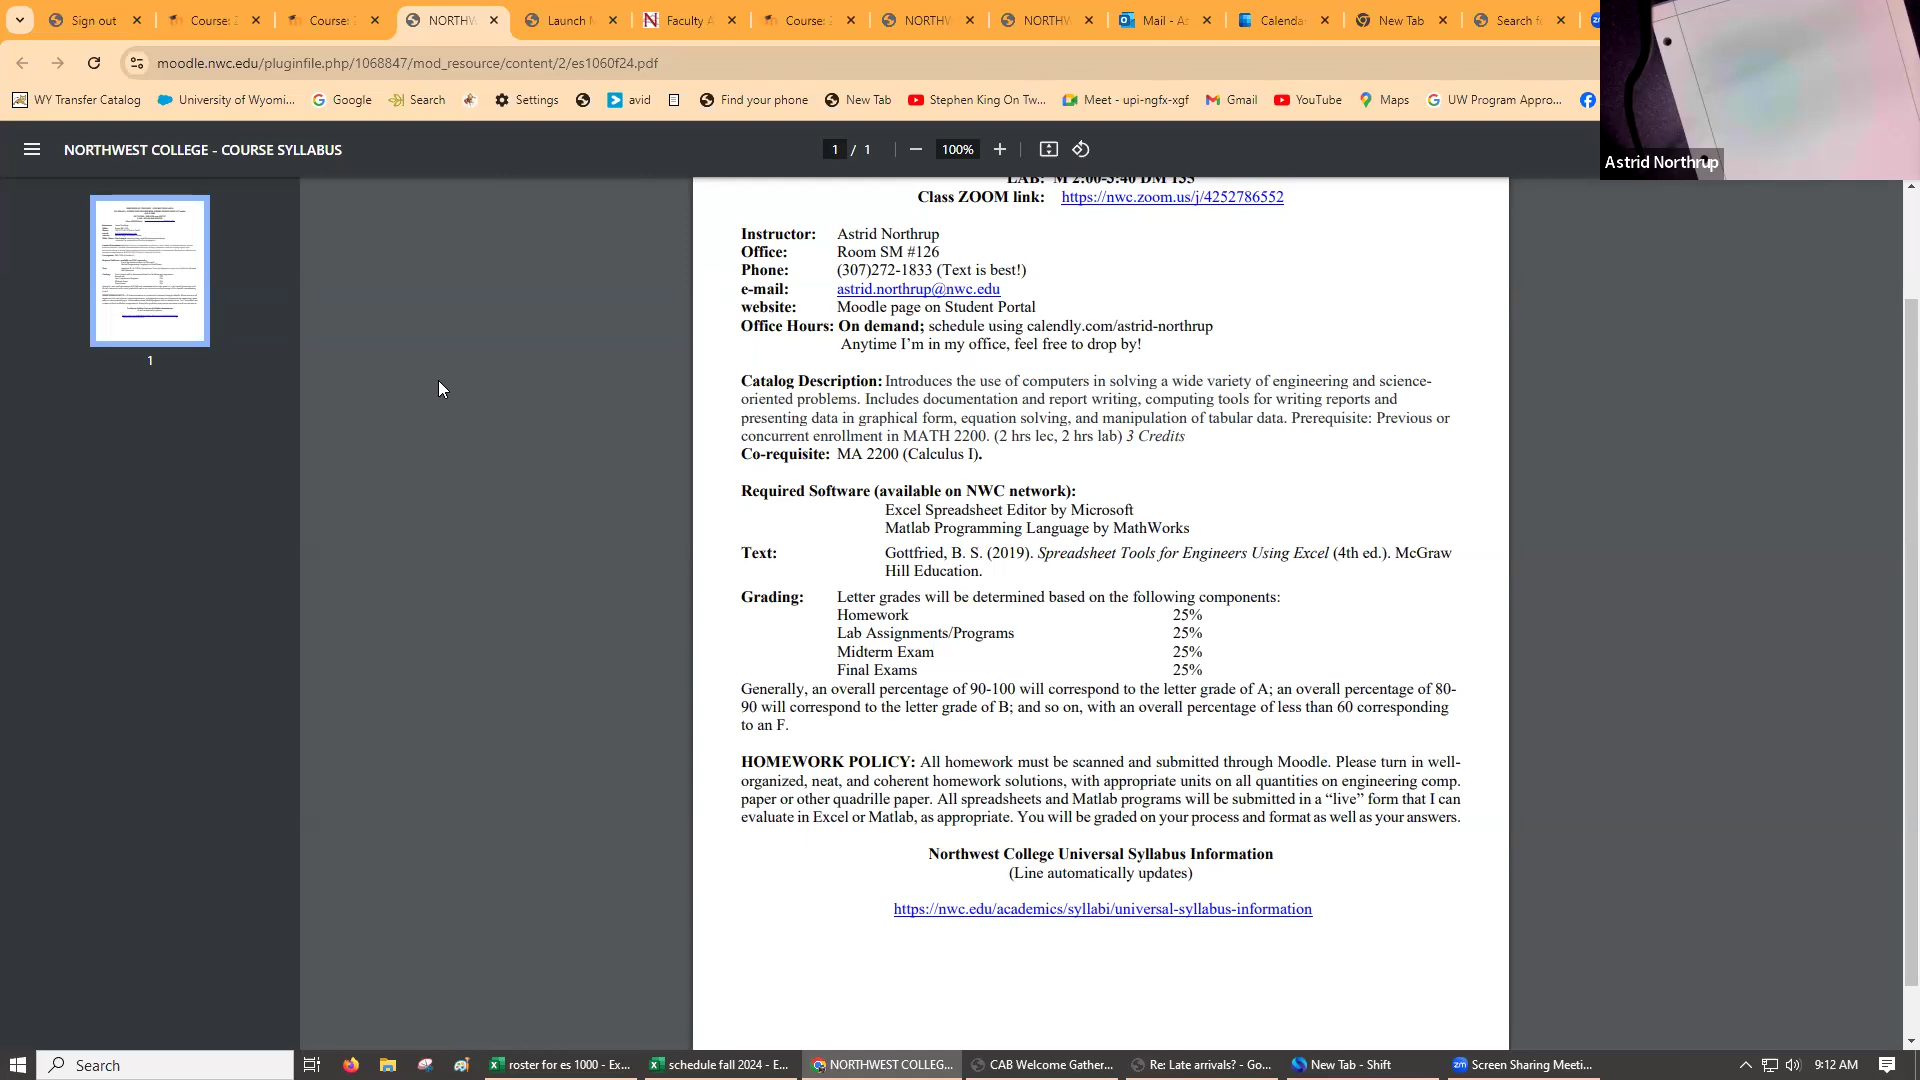 Sign out
Course: 
Course: 
NORTHW
Launch
Faculty
Course: 
NORTHW
NORTHW
Mail - As
Calenda
New Tab
Search fo
moodle.nwc.edu/pluginfile.php/1068847/mod_resource/content/2/es1060f24.pdf
WY Transfer Catalog
University of Wyomi...
Google
Search
Settings
avid
Find your phone
New Tab
Stephen King On Tw...
Meet - upi-ngfx-xgf
Gmail
YouTube
Maps
UW Program Appro...
NORTHWEST COLLEGE - COURSE SYLLABUS
1 / 1
100%
Astrid Northrup
1
LAB: M 2:00-3:40 DM 155
Class ZOOM link: https://nwc.zoom.us/j/4252786552
Instructor: Astrid Northrup
Office: Room SM #126
Phone: (307)272-1833 (Text is best!)
e-mail: astrid.northrup@nwc.edu
website: Moodle page on Student Portal
Office Hours: On demand; schedule using calendly.com/astrid-northrup
Anytime I’m in my office, feel free to drop by!
Catalog Description: Introduces the use of computers in solving a wide variety of engineering and science-
oriented problems. Includes documentation and report writing, computing tools for writing reports and
presenting data in graphical form, equation solving, and manipulation of tabular data. Prerequisite: Previous or
concurrent enrollment in MATH 2200. (2 hrs lec, 2 hrs lab) 3 Credits
Co-requisite: MA 2200 (Calculus I).
Required Software (available on NWC network):
Excel Spreadsheet Editor by Microsoft
Matlab Programming Language by MathWorks
Text: Gottfried, B. S. (2019). Spreadsheet Tools for Engineers Using Excel (4th ed.). McGraw
Hill Education.
Grading: Letter grades will be determined based on the following components:
Homework 25%
Lab Assignments/Programs 25%
Midterm Exam 25%
Final Exams 25%
Generally, an overall percentage of 90-100 will correspond to the letter grade of A; an overall percentage of 80-
90 will correspond to the letter grade of B; and so on, with an overall percentage of less than 60 corresponding
to an F.
HOMEWORK POLICY: All homework must be scanned and submitted through Moodle. Please turn in well-
organized, neat, and coherent homework solutions, with appropriate units on all quantities on engineering comp.
paper or other quadrille paper. All spreadsheets and Matlab programs will be submitted in a “live” form that I can
evaluate in Excel or Matlab, as appropriate. You will be graded on your process and format as well as your answers.
Northwest College Universal Syllabus Information
(Line automatically updates)
https://nwc.edu/academics/syllabi/universal-syllabus-information
Search
roster for es 1000 - Ex...
schedule fall 2024 - E...
NORTHWEST COLLEG...
CAB Welcome Gather...
Re: Late arrivals? - Go...
New Tab - Shift
Screen Sharing Meeti...
9:12 AM